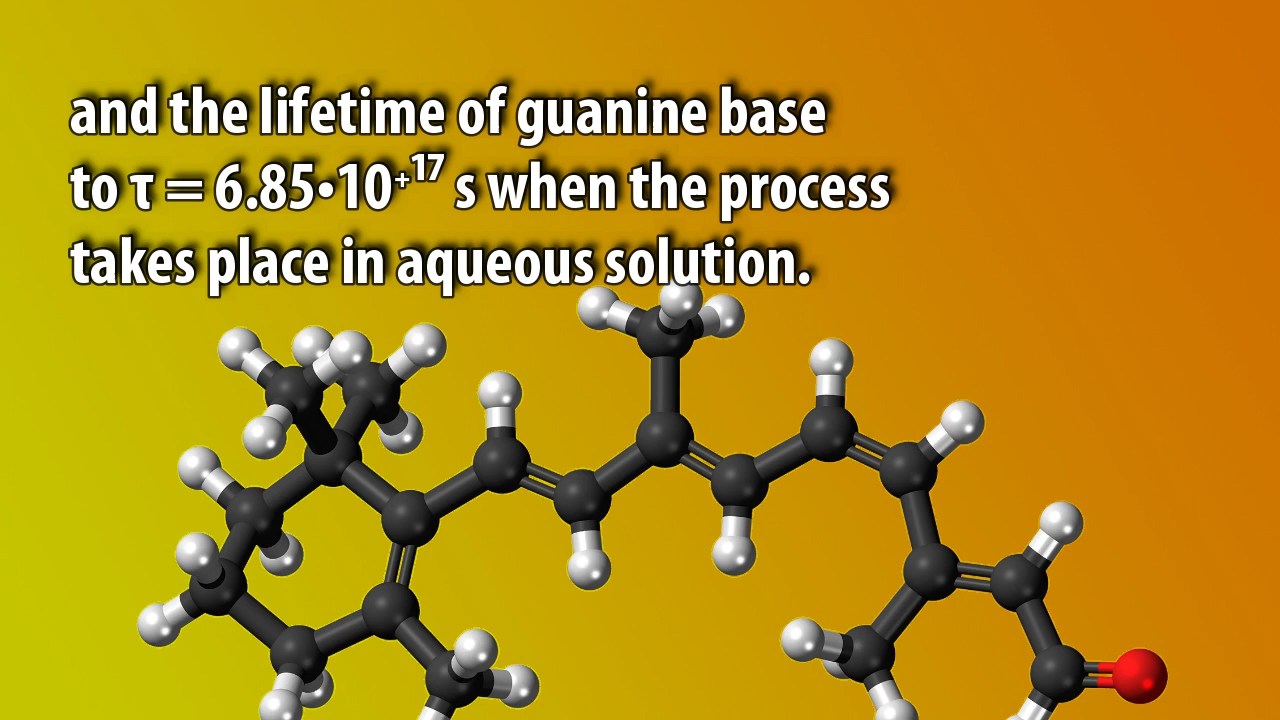 and the lifetime of guanine base
to τ = 6.85•10⁺¹⁷ s when the process
takes place in aqueous solution.